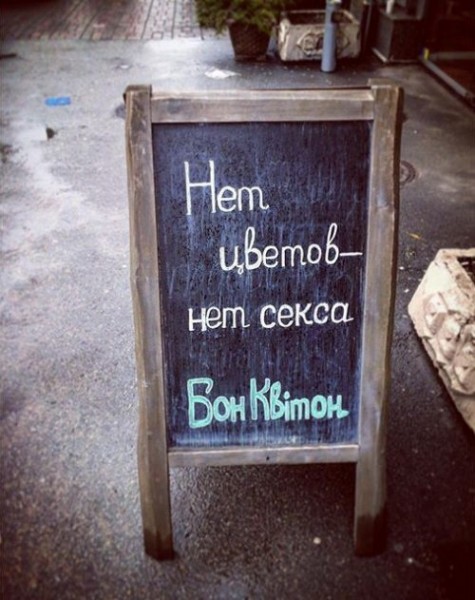 Нет
цветов–
нет секса
Бон Квітон